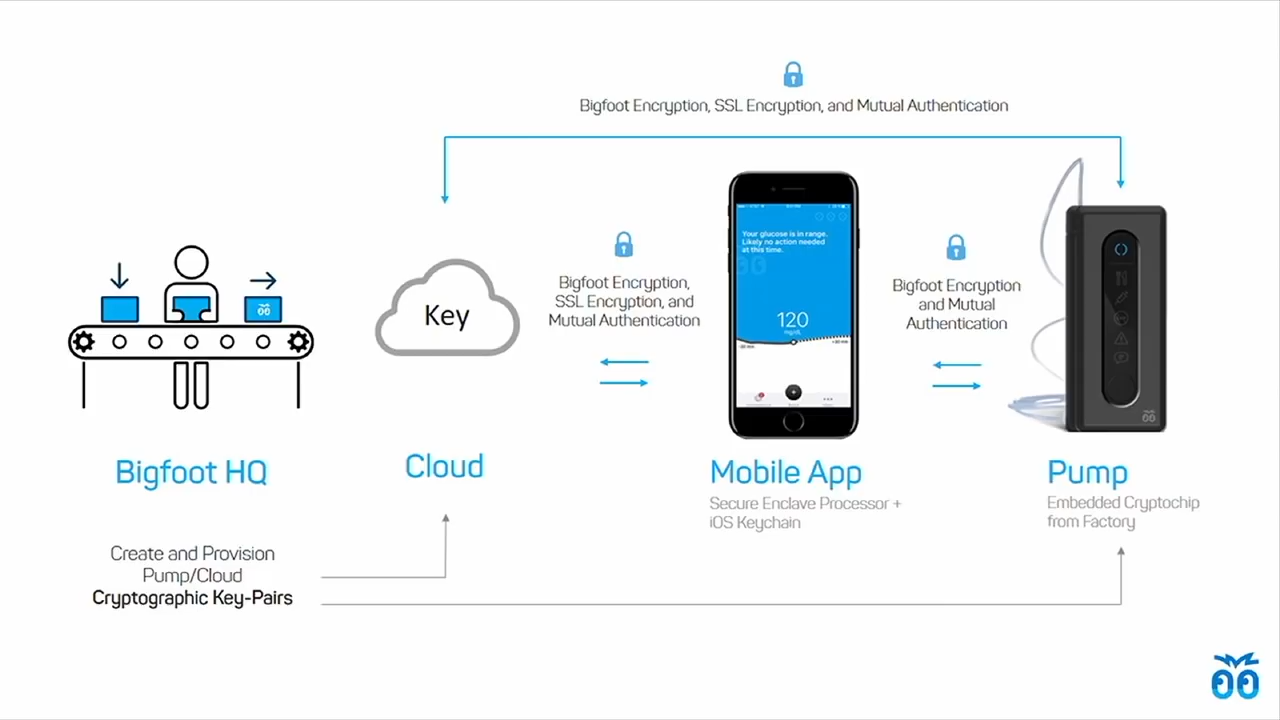 Bigfoot Encryption, SSL Encryption, and Mutual Authentication
Bigfoot Encryption,
SSL Encryption, and
Mutual Authentication
Bigfoot Encryption
and Mutual
Authentication
Key
Your glucose is in range.
Likely no action needed
at this time.
120
mg/dL
Bigfoot HQ
Cloud
Mobile App
Secure Enclave Processor +
iOS Keychain
Pump
Embedded Cryptochip
from Factory
Create and Provision
Pump/Cloud
Cryptographic Key-Pairs